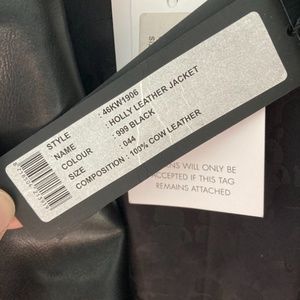 STYLE : 46KW1906
NAME : HOLLY LEATHER JACKET
COLOUR : 999 BLACK
SIZE : 044
COMPOSITION : 100% COW LEATHER
NS WILL ONLY BE
ACCEPTED IF THIS TAG
REMAINS ATTACHED